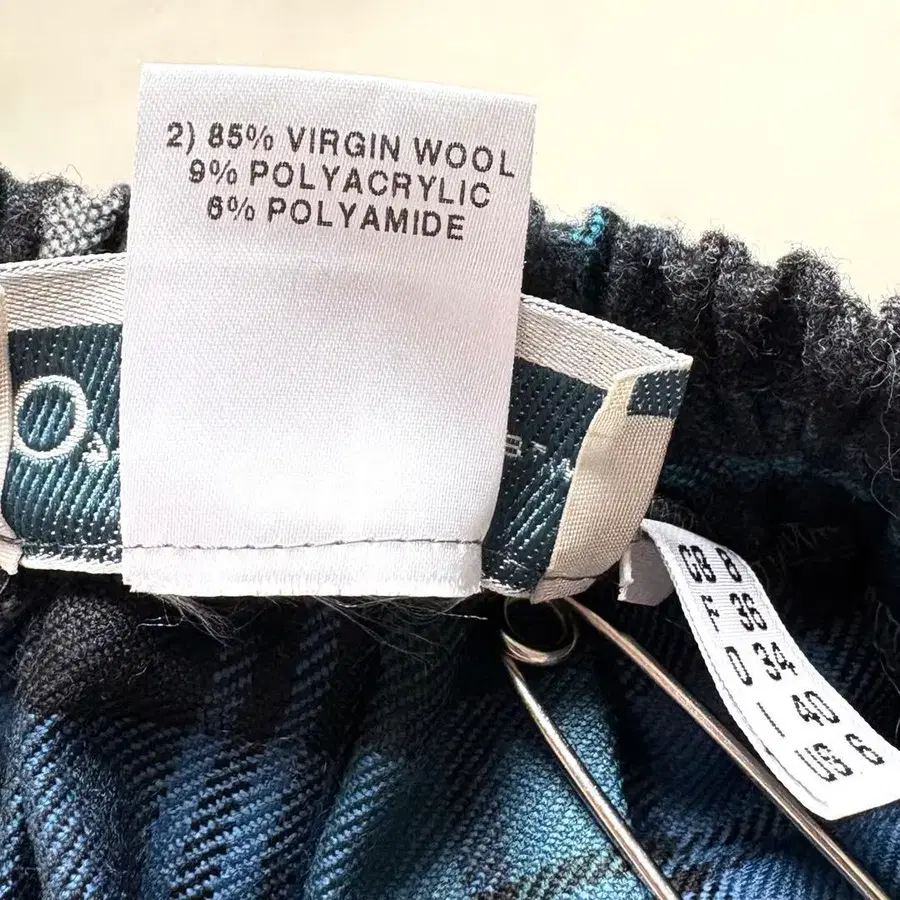 2) 85% VIRGIN WOOL
9% POLYACRYLIC
6% POLYAMIDE
GB 8
F 36
D 34
I 40
US 6